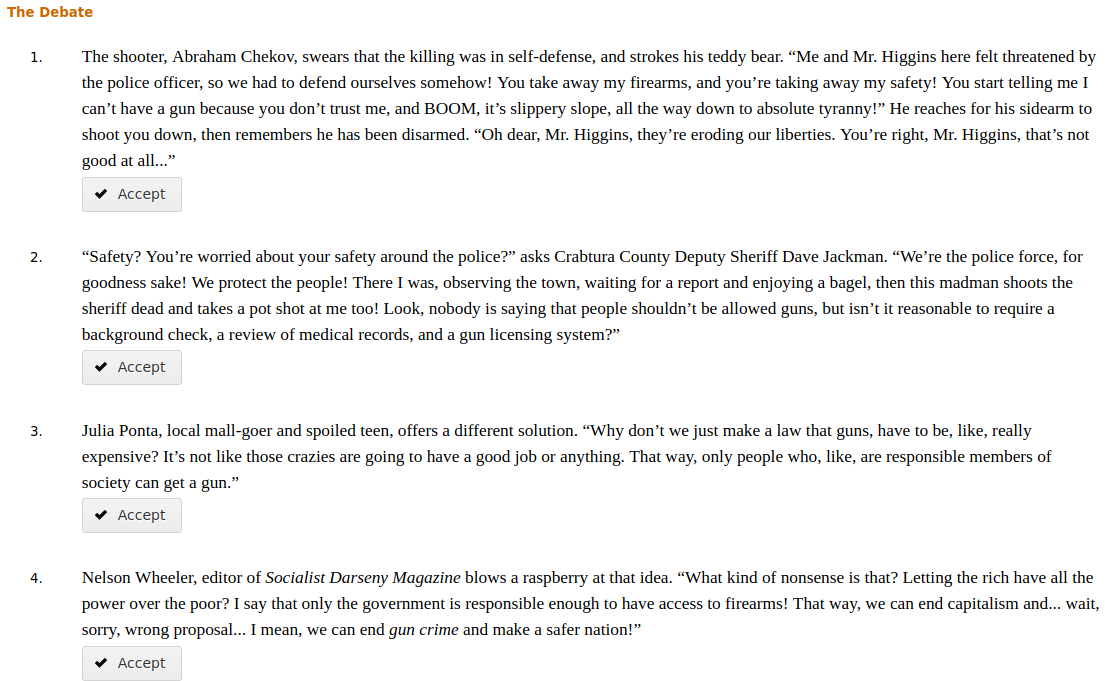 The Debate
1. The shooter, Abraham Chekov, swears that the killing was in self-defense, and strokes his teddy bear. “Me and Mr. Higgins here felt threatened by
the police officer, so we had to defend ourselves somehow! You take away my firearms, and you’re taking away my safety! You start telling me I
can’t have a gun because you don’t trust me, and BOOM, it’s slippery slope, all the way down to absolute tyranny!” He reaches for his sidearm to
shoot you down, then remembers he has been disarmed. “Oh dear, Mr. Higgins, they’re eroding our liberties. You’re right, Mr. Higgins, that’s not
good at all...”
✔ Accept
2. “Safety? You’re worried about your safety around the police?” asks Crabtura County Deputy Sheriff Dave Jackman. “We’re the police force, for
goodness sake! We protect the people! There I was, observing the town, waiting for a report and enjoying a bagel, then this madman shoots the
sheriff dead and takes a pot shot at me too! Look, nobody is saying that people shouldn’t be allowed guns, but isn’t it reasonable to require a
background check, a review of medical records, and a gun licensing system?”
✔ Accept
3. Julia Ponta, local mall-goer and spoiled teen, offers a different solution. “Why don’t we just make a law that guns, have to be, like, really
expensive? It’s not like those crazies are going to have a good job or anything. That way, only people who, like, are responsible members of
society can get a gun.”
✔ Accept
4. Nelson Wheeler, editor of Socialist Darseny Magazine blows a raspberry at that idea. “What kind of nonsense is that? Letting the rich have all the
power over the poor? I say that only the government is responsible enough to have access to firearms! That way, we can end capitalism and... wait,
sorry, wrong proposal... I mean, we can end gun crime and make a safer nation!”
✔ Accept